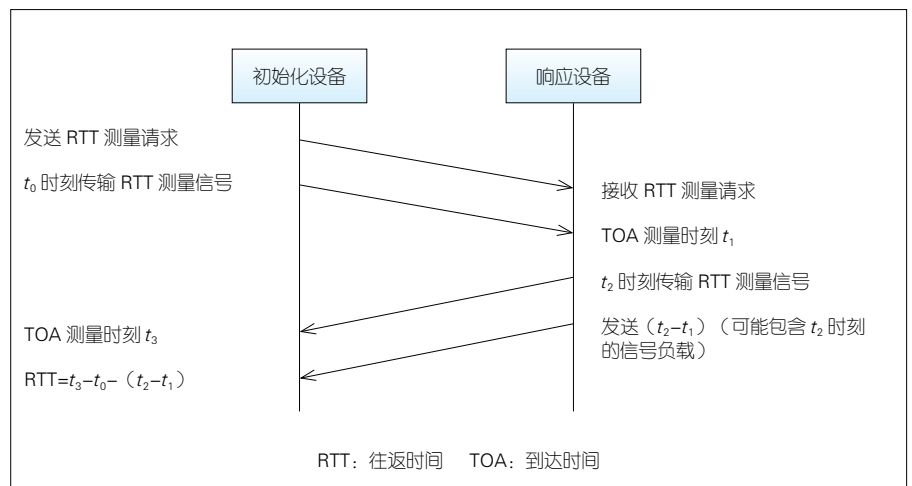 初始化设备
响应设备
发送 RTT 测量请求
t₀ 时刻传输 RTT 测量信号
接收 RTT 测量请求
TOA 测量时刻 t₁
t₂ 时刻传输 RTT 测量信号
TOA 测量时刻 t₃
发送（t₂−t₁）（可能包含 t₂ 时刻
的信号负载）
RTT=t₃−t₀−（t₂−t₁）
RTT：往返时间 TOA：到达时间